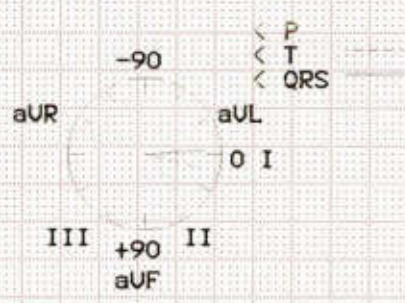 < P
-90
< T
< QRS
aVR
aVL
0 I
III
+90
II
aVF